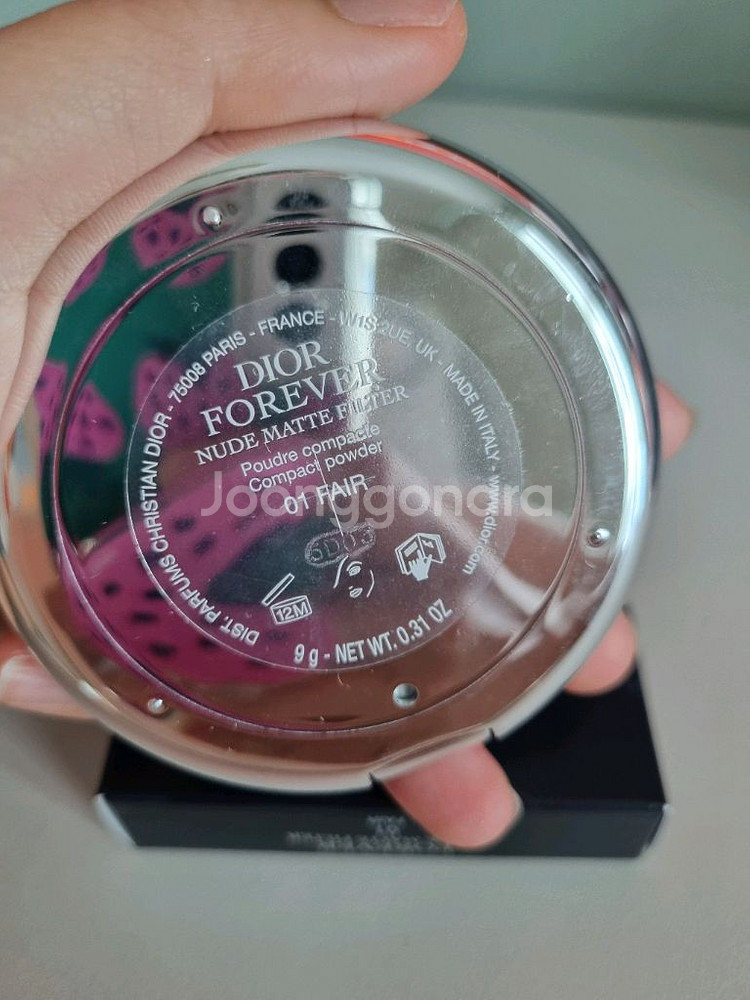 DIST. PARFUMS CHRISTIAN DIOR - 75008 PARIS - FRANCE - W1S 2UE UK - MADE IN ITALY - www.dior.com
DIOR
FOREVER
NUDE MATTE FILTER
Poudre compacte
Compact powder
01 FAIR
Joonggonara
12M
9 g - NET WT. 0.31 OZ